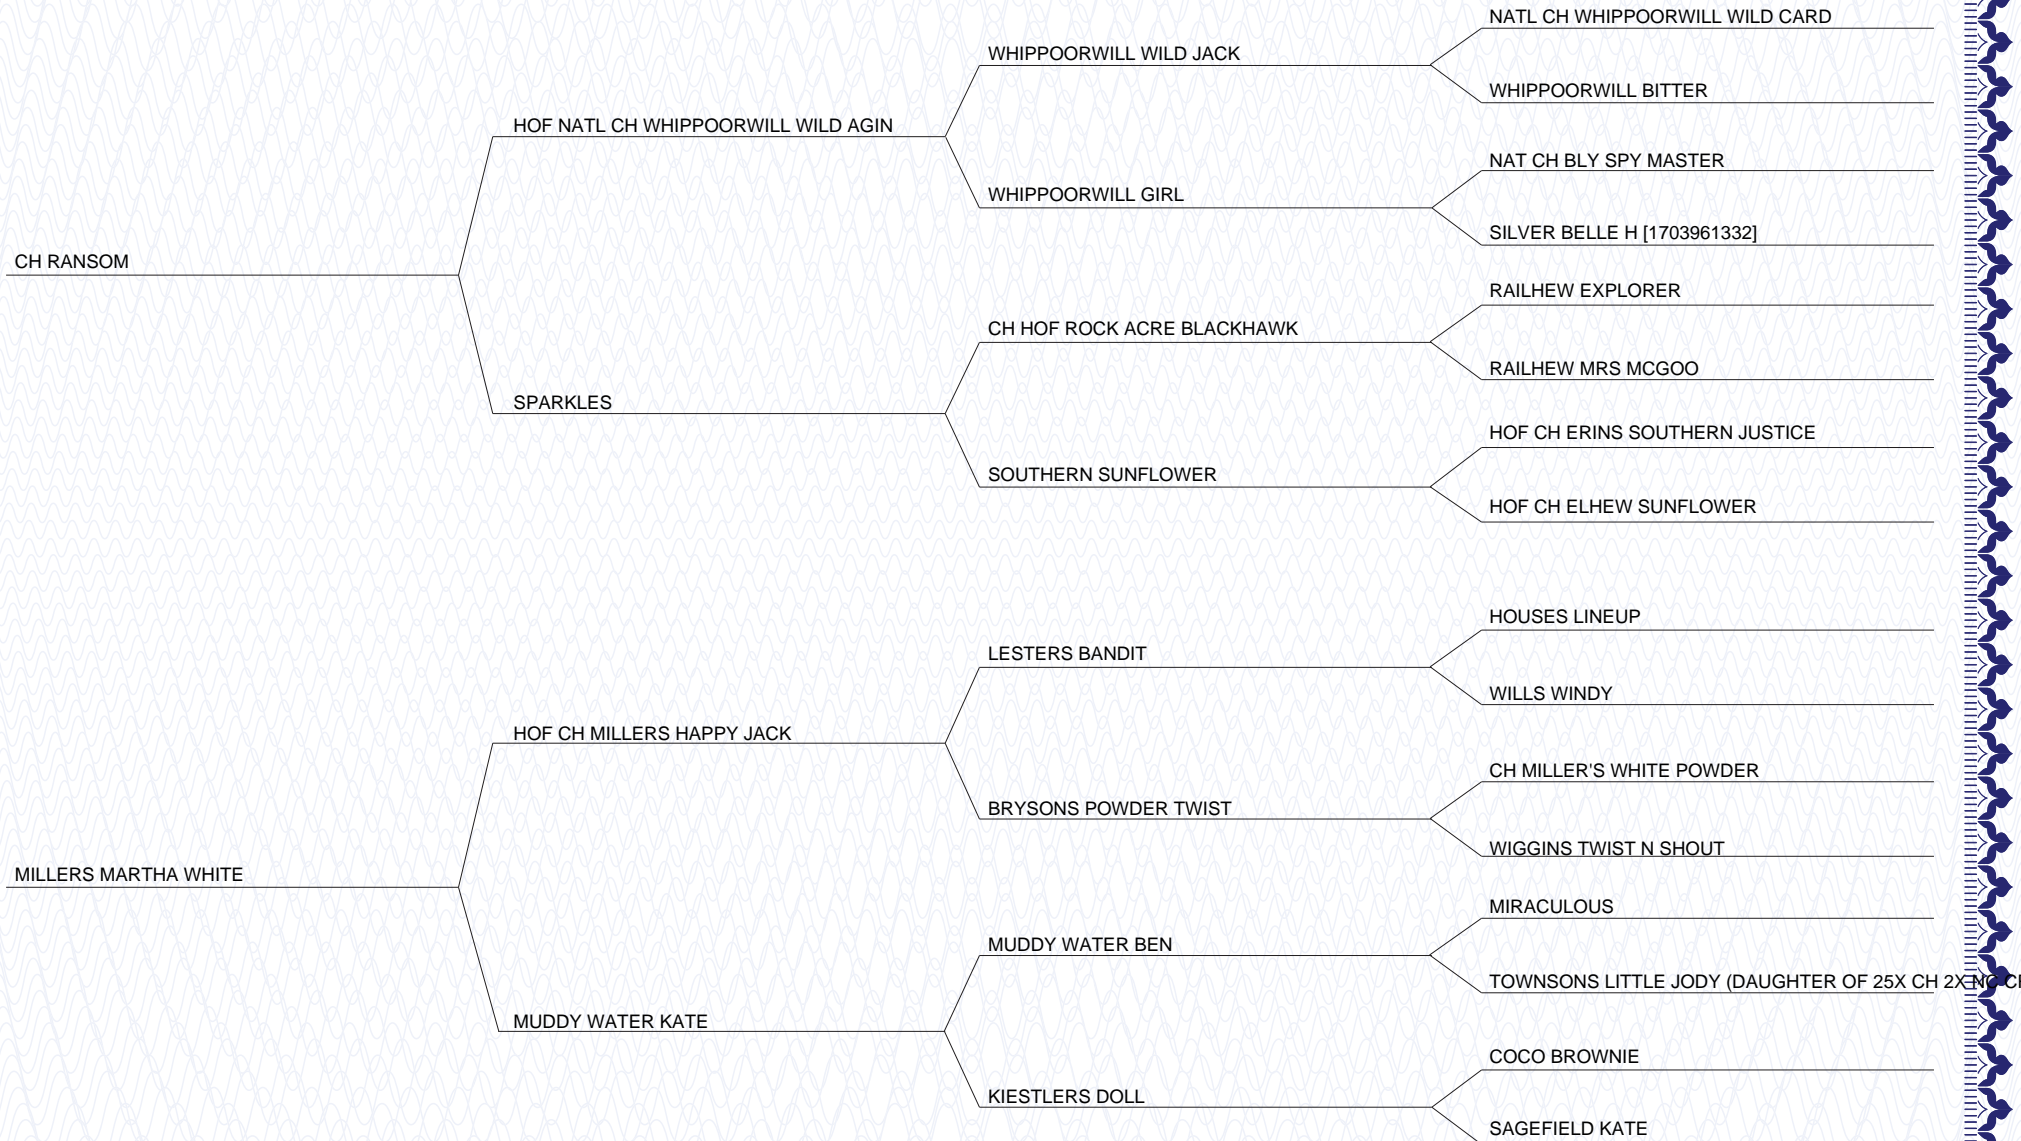 NATL CH WHIPPOORWILL WILD CARD
WHIPPOORWILL WILD JACK
WHIPPOORWILL BITTER
HOF NATL CH WHIPPOORWILL WILD AGIN
NAT CH BLY SPY MASTER
WHIPPOORWILL GIRL
SILVER BELLE H [1703961332]
CH RANSOM
RAILHEW EXPLORER
CH HOF ROCK ACRE BLACKHAWK
RAILHEW MRS MCGOO
SPARKLES
HOF CH ERINS SOUTHERN JUSTICE
SOUTHERN SUNFLOWER
HOF CH ELHEW SUNFLOWER
HOUSES LINEUP
LESTERS BANDIT
WILLS WINDY
HOF CH MILLERS HAPPY JACK
CH MILLER'S WHITE POWDER
BRYSONS POWDER TWIST
WIGGINS TWIST N SHOUT
MILLERS MARTHA WHITE
MIRACULOUS
MUDDY WATER BEN
TOWNSONS LITTLE JODY (DAUGHTER OF 25X CH 2X NC
MUDDY WATER KATE
COCO BROWNIE
KIESTLERS DOLL
SAGEFIELD KATE